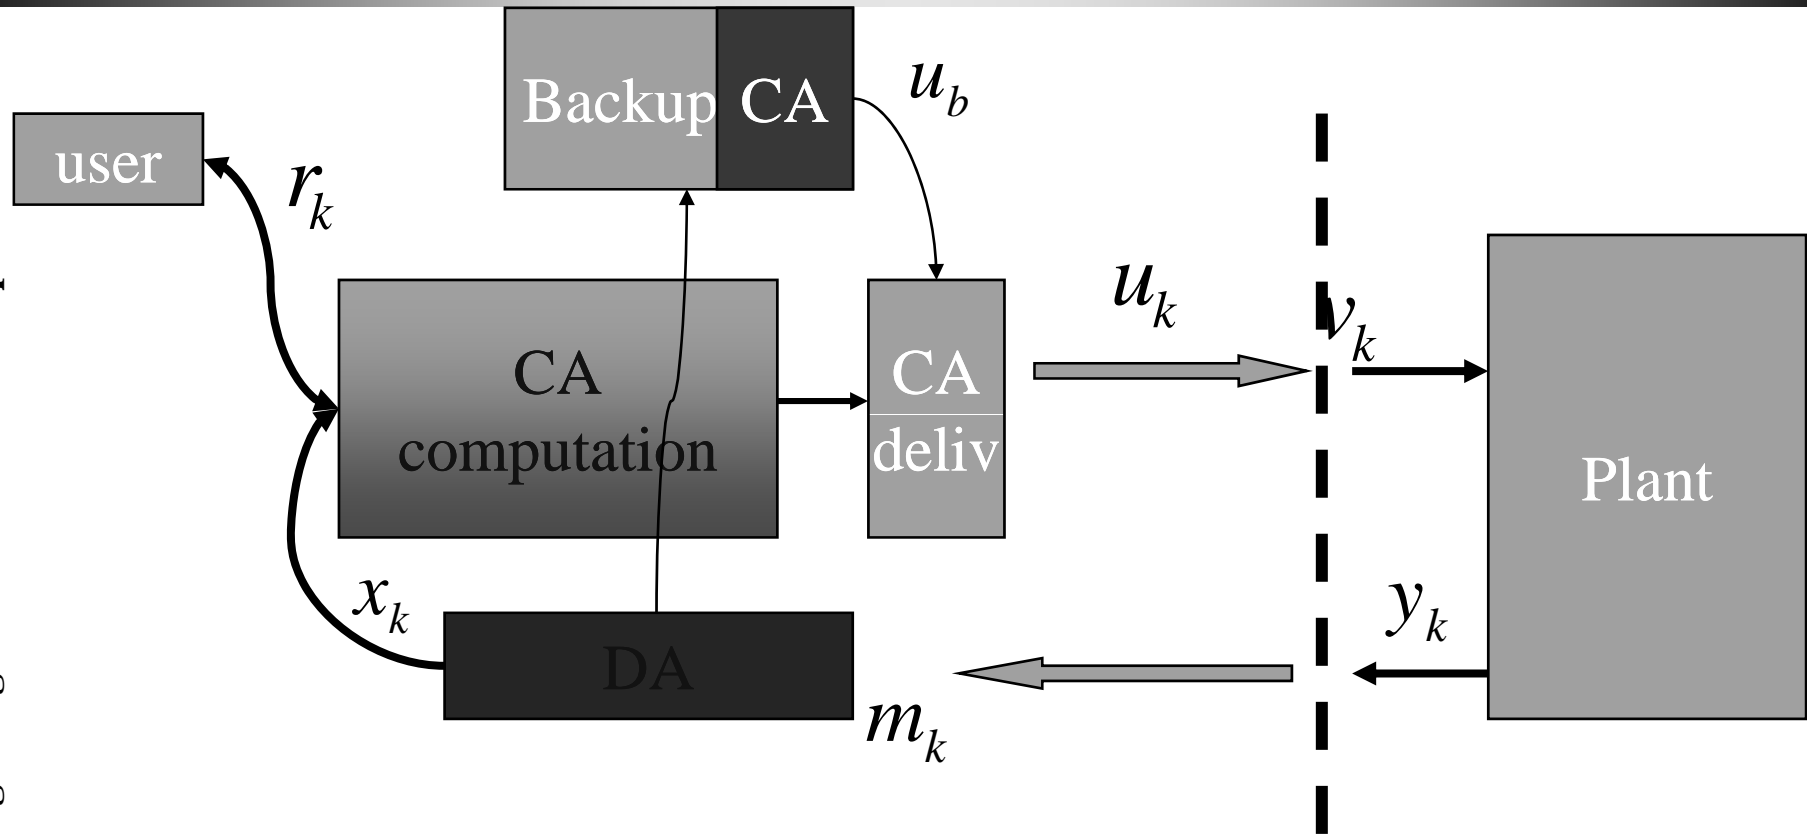 Backup CA
u_b
user
r_k
u_k
v_k
CA
computation
CA
deliv
Plant
x_k
y_k
DA
m_k